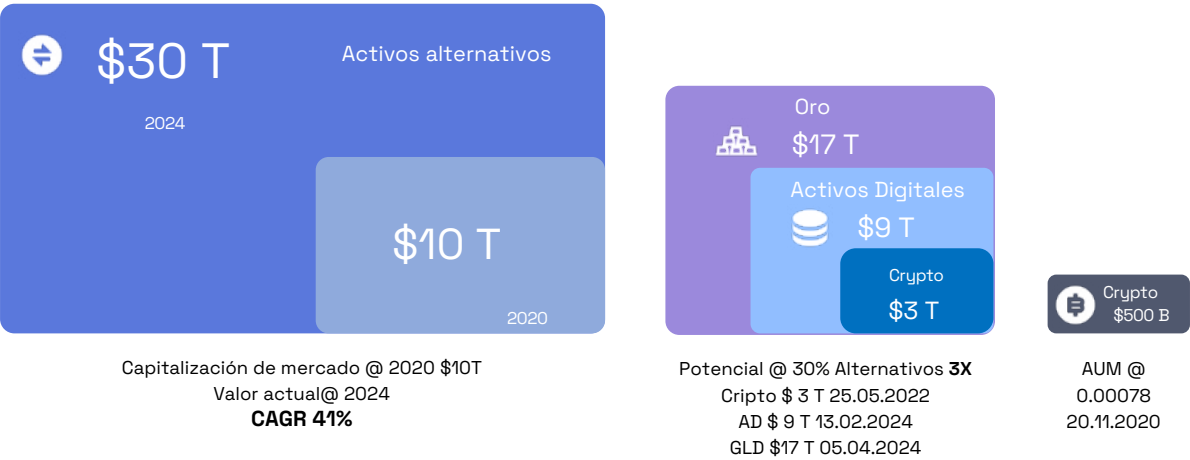 $30 T
Activos alternativos
2024
$10 T
2020
Capitalización de mercado @ 2020 $10T
Valor actual@ 2024
CAGR 41%
Oro
$17 T
Activos Digitales
$9 T
Crypto
$3 T
Potencial @ 30% Alternativos 3X
Cripto $ 3 T 25.05.2022
AD $ 9 T 13.02.2024
GLD $17 T 05.04.2024
Crypto
$500 B
AUM @
0.00078
20.11.2020